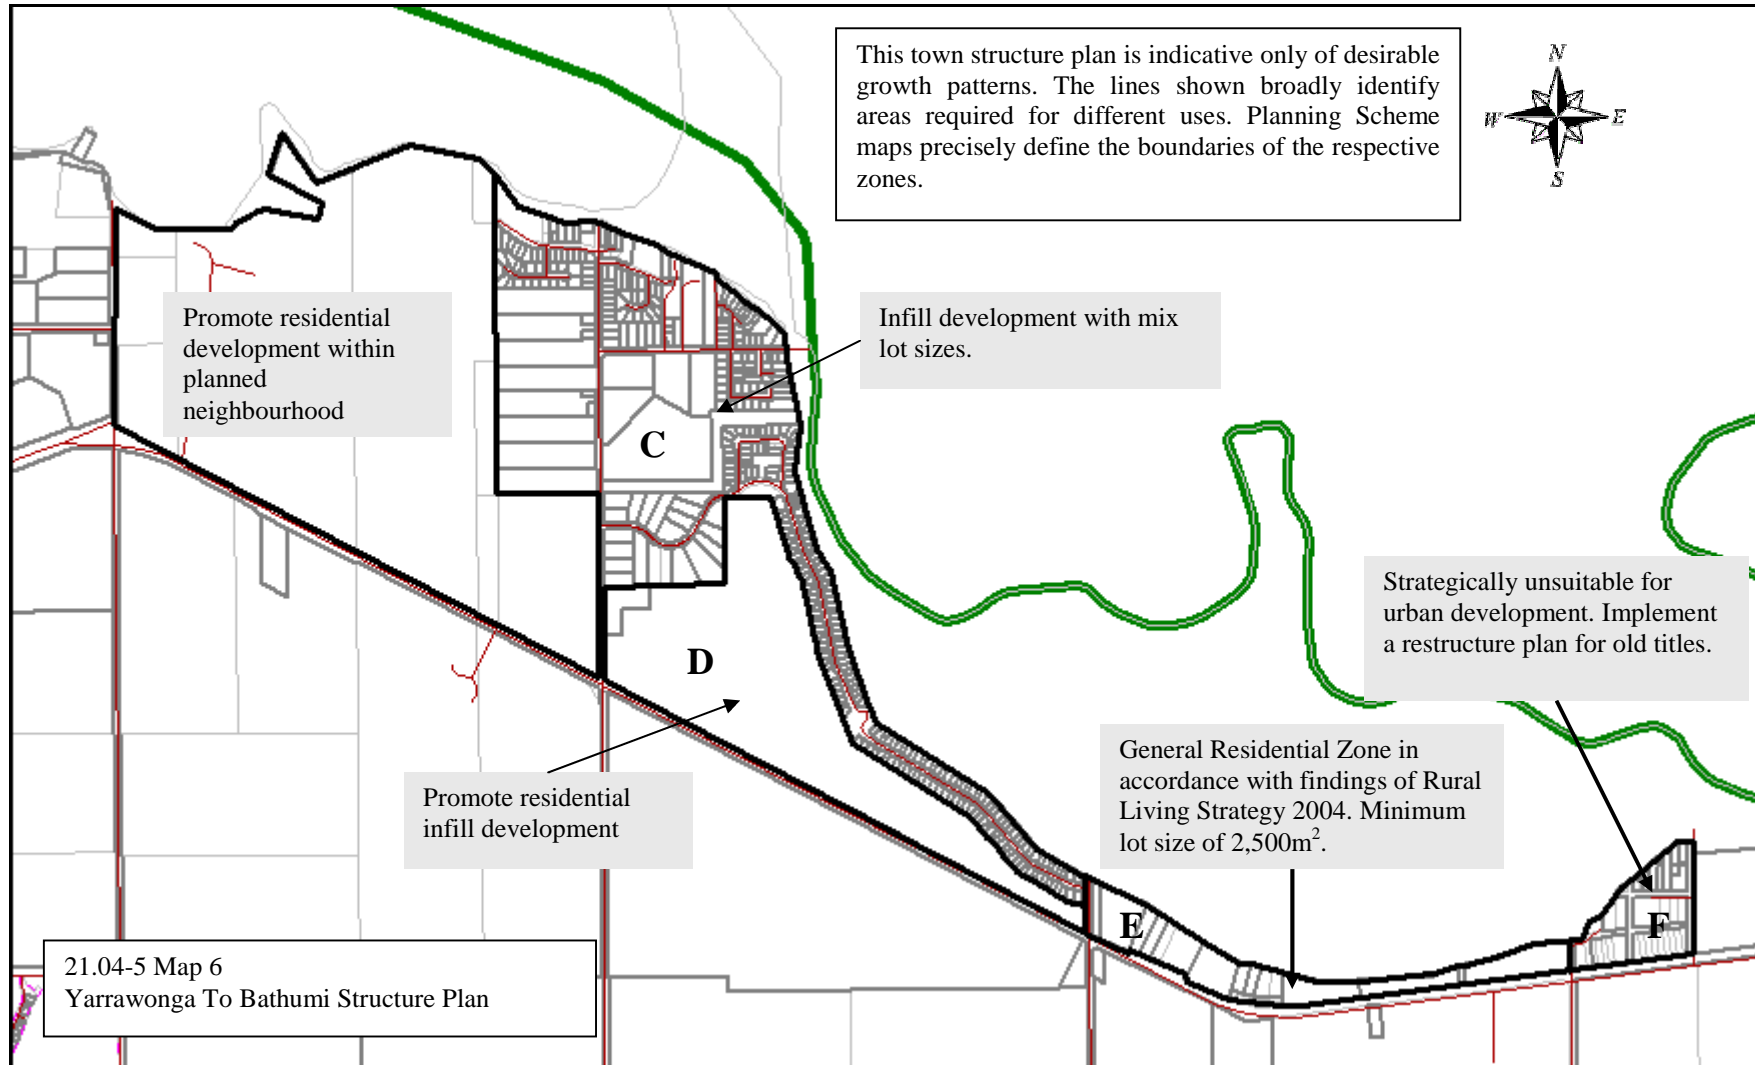 This town structure plan is indicative only of desirable
growth patterns. The lines shown broadly identify
areas required for different uses. Planning Scheme
maps precisely define the boundaries of the respective
zones.
N
W
E
S
Promote residential
development within
planned
neighbourhood
Infill development with mix
lot sizes.
C
Strategically unsuitable for
urban development. Implement
a restructure plan for old titles.
D
General Residential Zone in
accordance with findings of Rural
Living Strategy 2004. Minimum
lot size of 2,500m².
Promote residential
infill development
E
F
21.04-5 Map 6
Yarrawonga To Bathumi Structure Plan